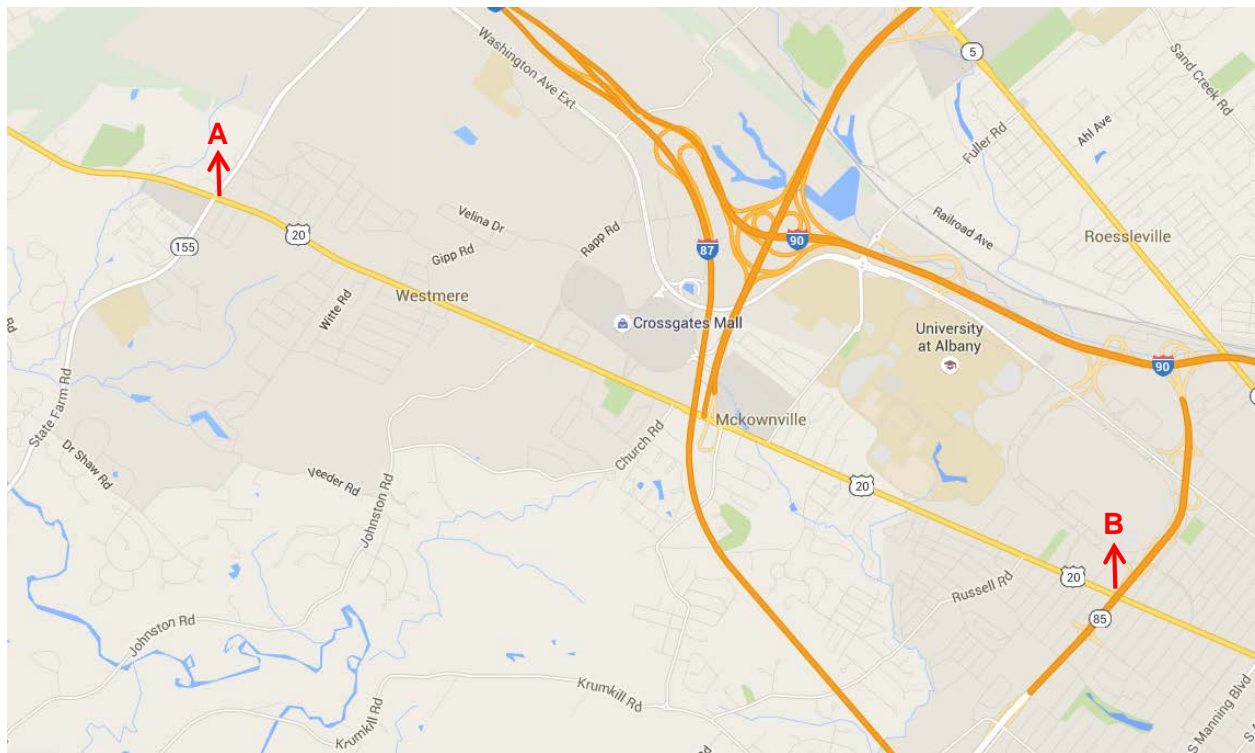 Washington Ave Ext
5
Sand Creek Rd
A
Fuller Rd
Ahl Ave
155
20
Velina Dr
Gipp Rd
Rapp Rd
87
90
Railroad Ave
Roessleville
Witte Rd
Westmere
Crossgates Mall
University
at Albany
90
Rd
State Farm Rd
Mckownville
Church Rd
Dr Shaw Rd
Veeder Rd
Johnston Rd
20
B
Russell Rd
20
85
Johnston Rd
Krumkill Rd
Krumkill Rd
S Manning Blvd